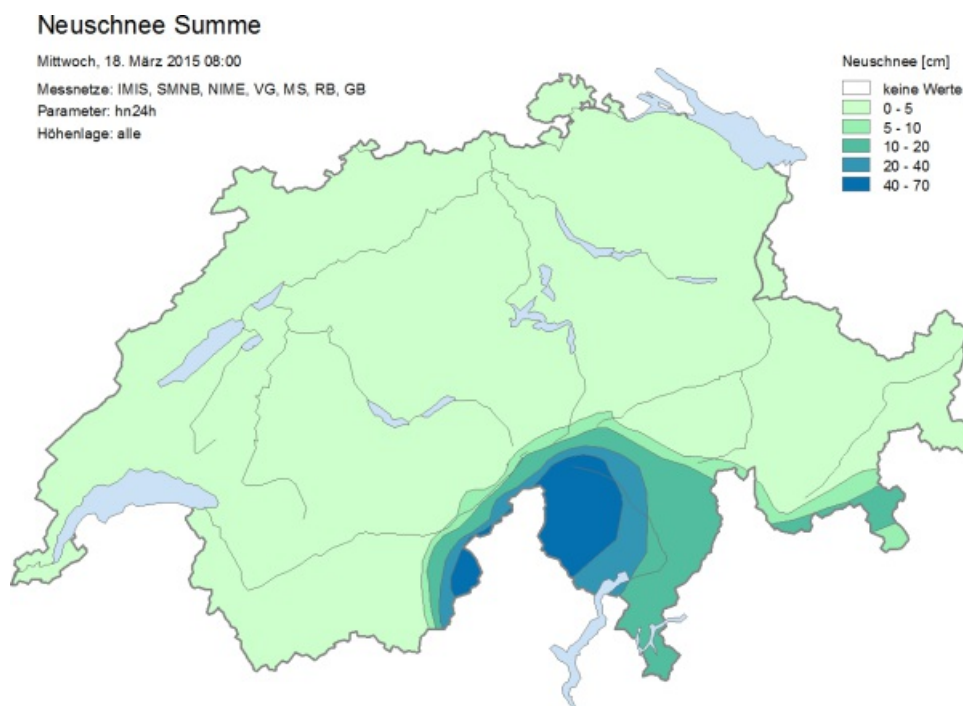 Neuschnee Summe
Mittwoch, 18. März 2015 08:00
Messnetze: IMIS, SMNB, NIME, VG, MS, RB, GB
Parameter: hn24h
Höhenlage: alle
Neuschnee [cm]
keine Werte
0 - 5
5 - 10
10 - 20
20 - 40
40 - 70